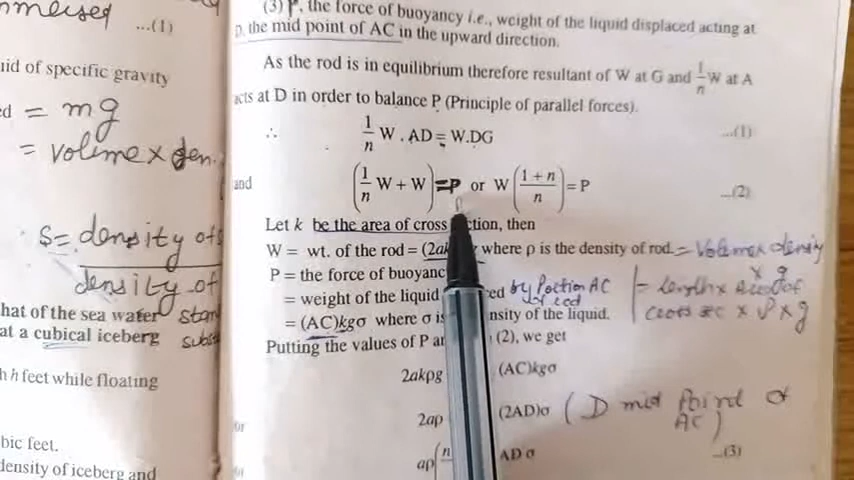 mmersed
...(1)
uid of specific gravity
ed = mg
= volume x den.
S = density of s
density of
hat of the sea water stan
at a cubical iceberg subs
h h feet while floating
bic feet.
density of iceberg and
(3) P, the force of buoyancy i.e., weight of the liquid displaced acting at
D, the mid point of AC in the upward direction.
As the rod is in equilibrium therefore resultant of W at G and 1/n W at A
acts at D in order to balance P (Principle of parallel forces).
∴ 1/n W . AD = W.DG ...(1)
and (1/n W + W) = P or W ((1 + n)/n) = P ...(2)
Let k be the area of cross ction, then
W = wt. of the rod = (2ak where ρ is the density of rod. = Volume x density x g
P = the force of buoyanc
= weight of the liquid ed by Portion AC of rod = length x area of
= (AC)kgσ where σ is nsity of the liquid. cross sec x ρ x g
Putting the values of P an (2), we get
2akρg (AC)kgσ
or 2aρ (2AD)σ ( D mid Point of AC)
or aρ(n AD σ ...(3)